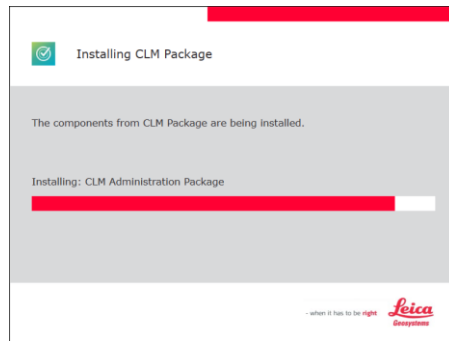 Installing CLM Package
The components from CLM Package are being installed.
Installing: CLM Administration Package
- when it has to be right
Leica
Geosystems